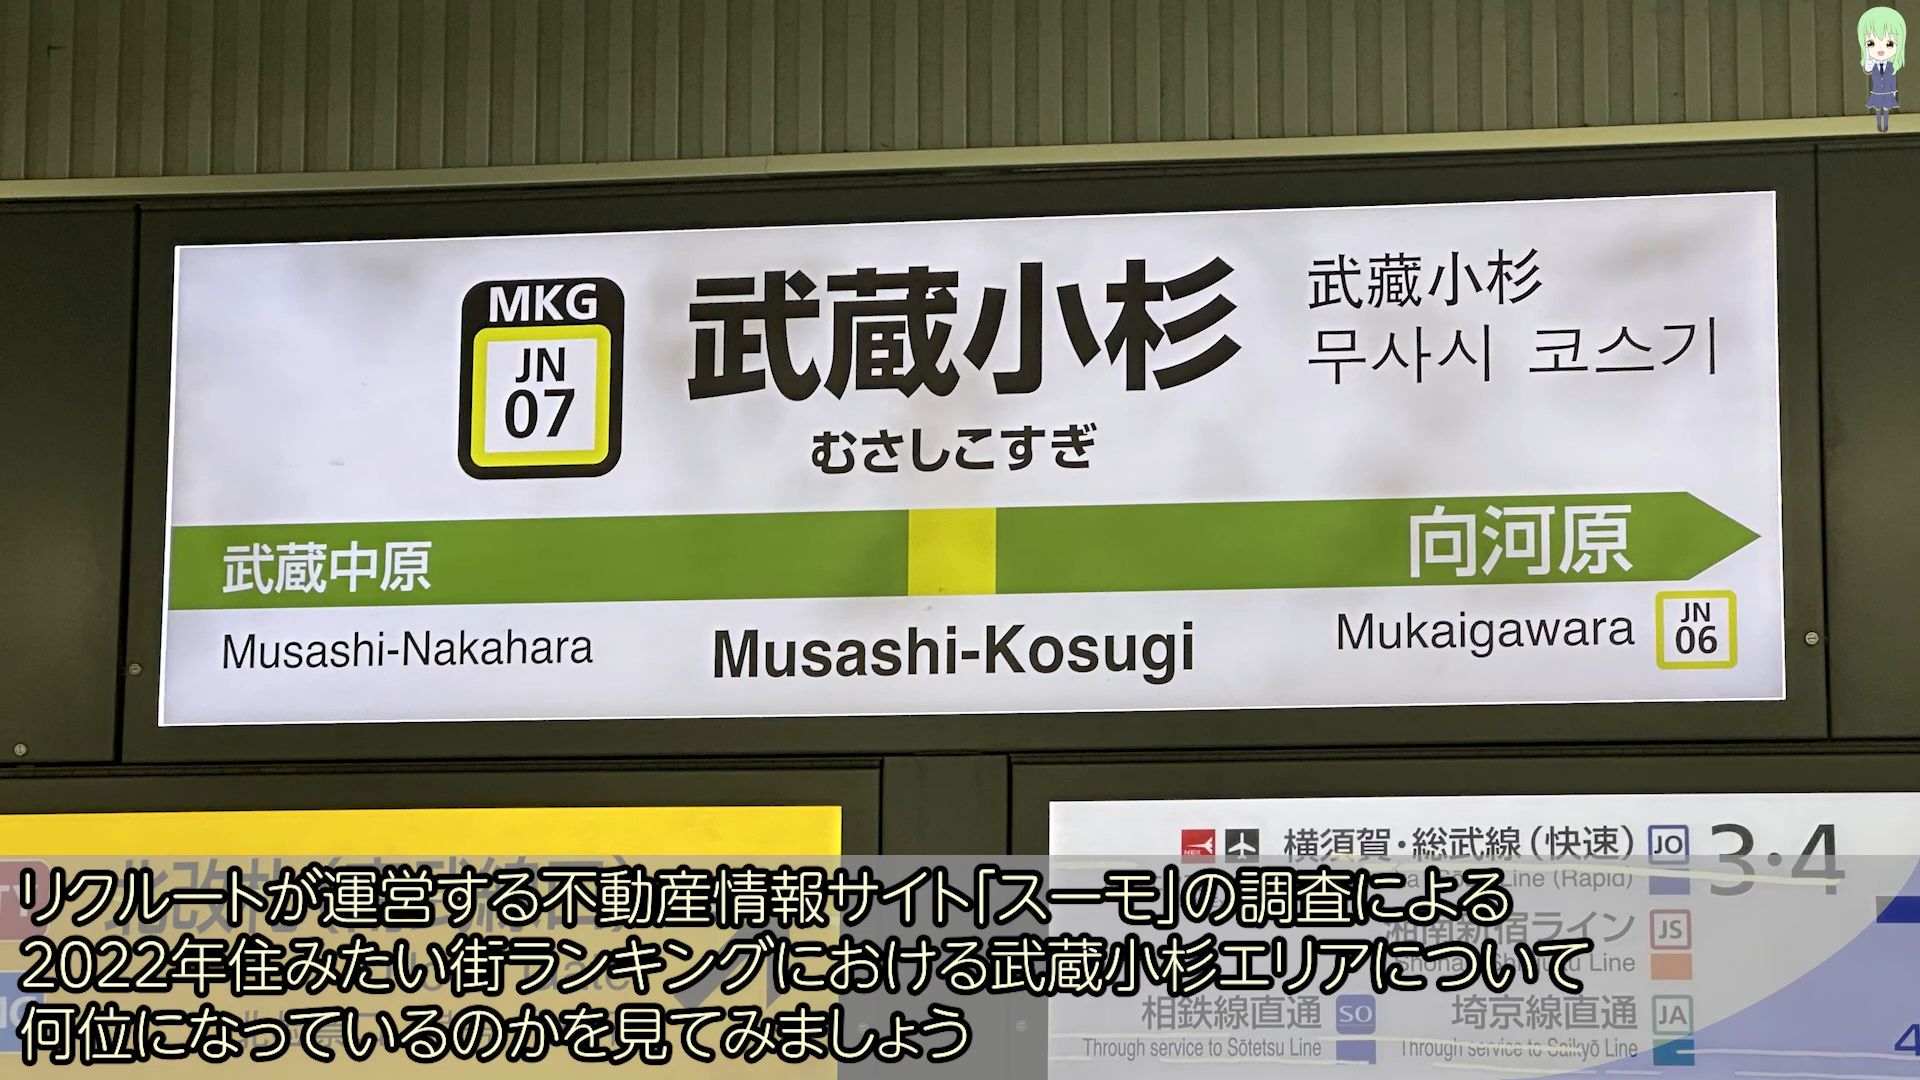 MKG
JN
07
武蔵小杉
むさしこすぎ
武藏小杉
무사시 코스기
武蔵中原
向河原
Musashi-Nakahara
Musashi-Kosugi
Mukaigawara
JN
06
NEX
横須賀・総武線（快速）
JO
3・4
Line (Rapid)
湘南新宿ライン
JS
Shonan-Shinjuku Line
相鉄線直通
SO
埼京線直通
JA
Through service to Sōtetsu Line
Through service to Saikyō Line
4
リクルートが運営する不動産情報サイト「スーモ」の調査による
2022年住みたい街ランキングにおける武蔵小杉エリアについて
何位になっているのかを見てみましょう